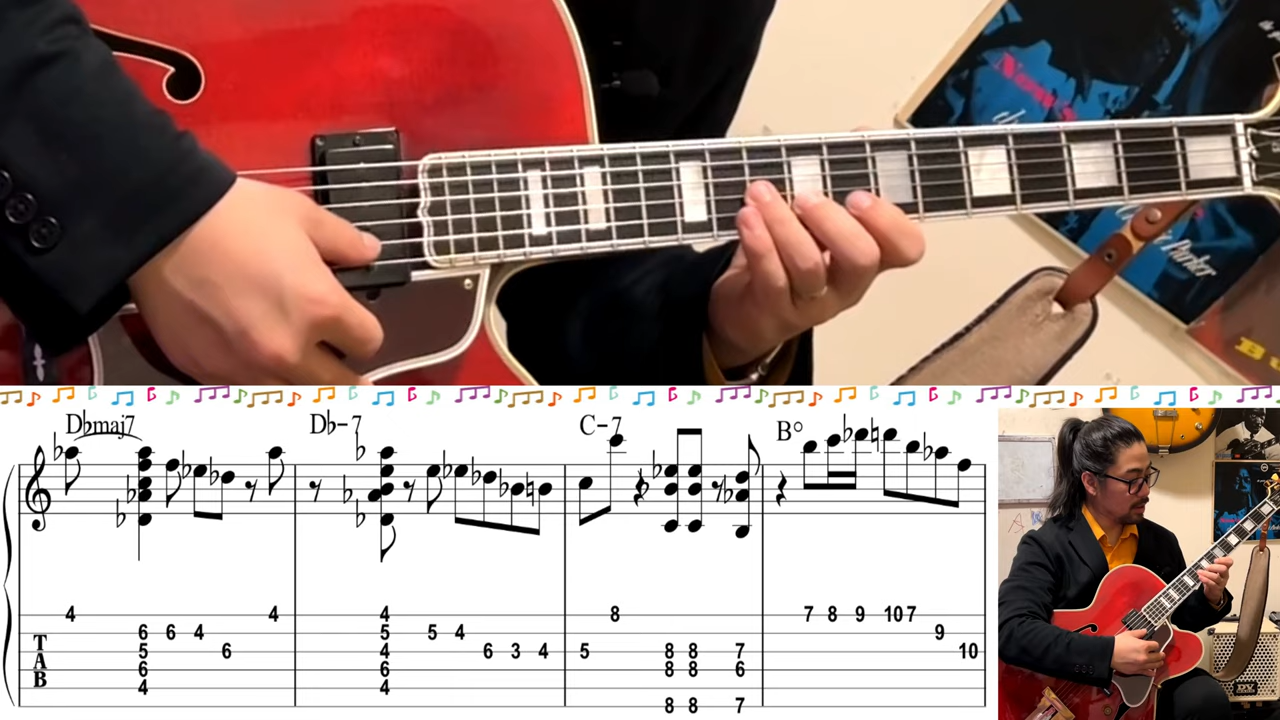 Parker
D♭maj7 D♭-7 C-7 B°
4 4 4 8 7 8 9 10 7
6 6 4 5 5 4 9
5 6 4 6 3 4 5 8 8 7 10
6 6 8 8 6
4 4
8 8 7
T
A
B